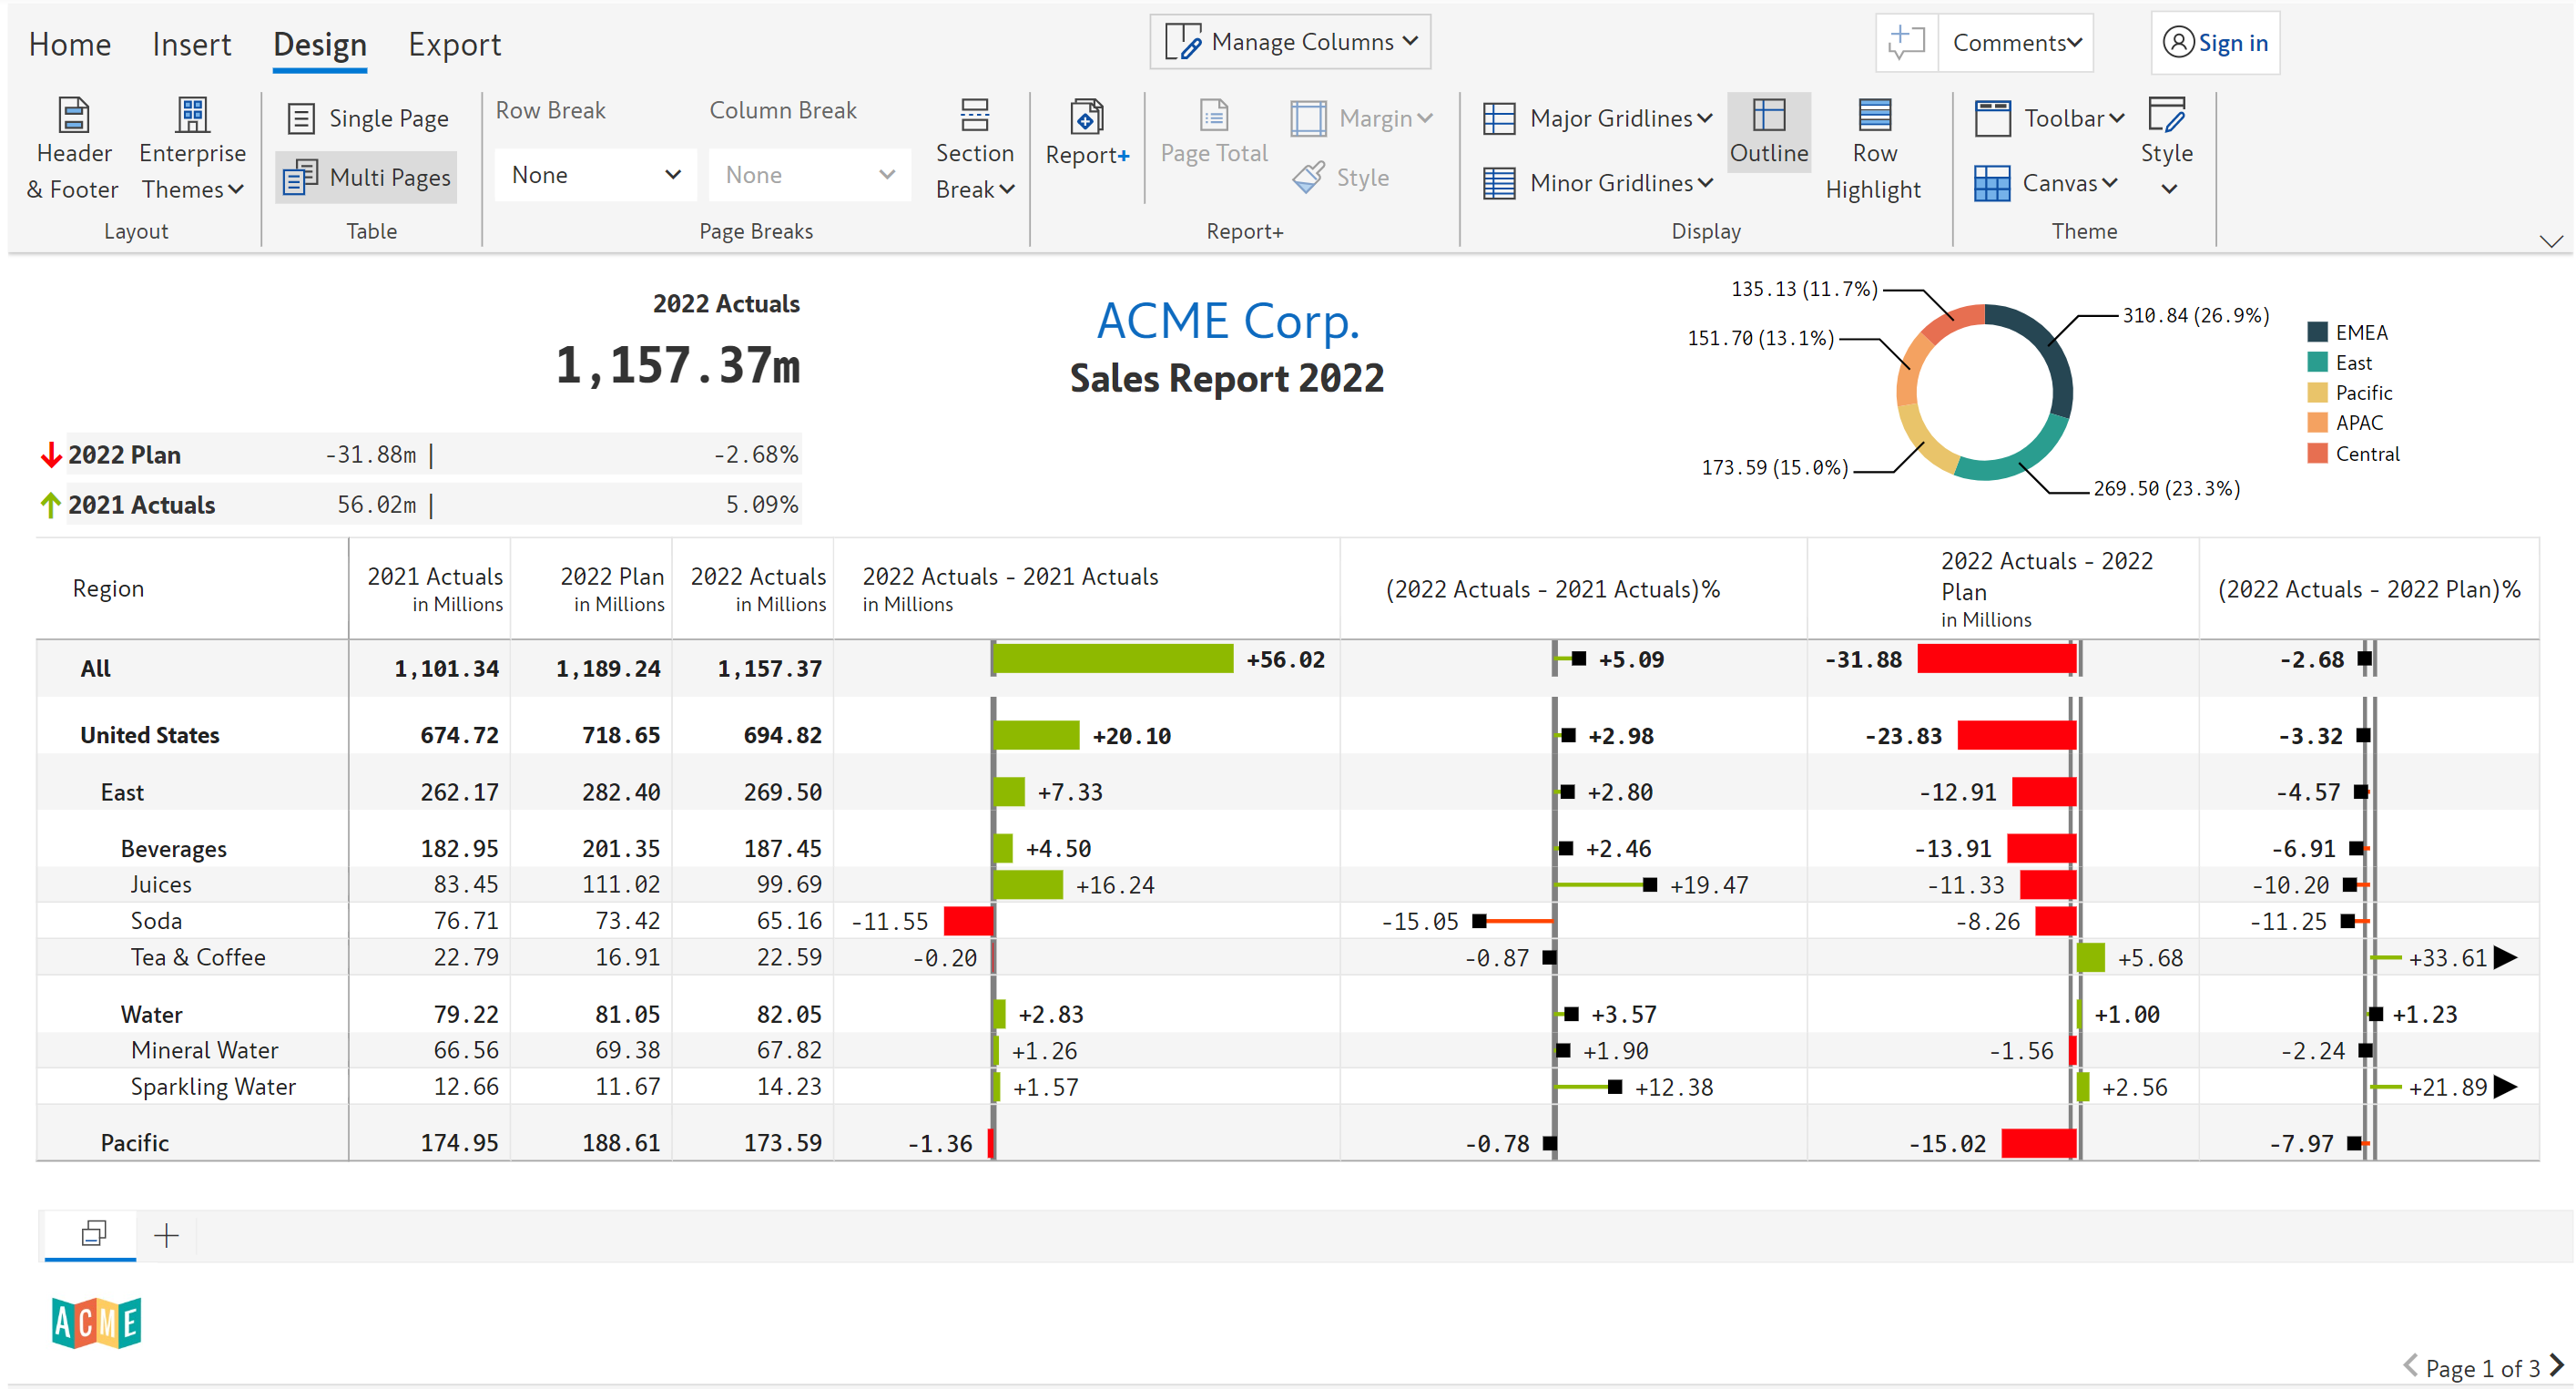 Home Insert Design Export Manage Columns Comments Sign in
Header & Footer
Enterprise Themes
Layout
Single Page
Multi Pages
Table
Row Break Column Break
None None
Section Break
Page Breaks
Report+
Page Total
Margin
Style
Report+
Major Gridlines
Minor Gridlines
Outline
Row Highlight
Display
Toolbar
Canvas
Style
Theme
2022 Actuals
1,157.37m
2022 Plan -31.88m | -2.68%
2021 Actuals 56.02m | 5.09%
ACME Corp.
Sales Report 2022
135.13 (11.7%)
151.70 (13.1%)
173.59 (15.0%)
310.84 (26.9%)
269.50 (23.3%)
EMEA
East
Pacific
APAC
Central
Region
2021 Actuals
in Millions
2022 Plan
in Millions
2022 Actuals
in Millions
2022 Actuals - 2021 Actuals
in Millions
(2022 Actuals - 2021 Actuals)%
2022 Actuals - 2022
Plan
in Millions
(2022 Actuals - 2022 Plan)%
All 1,101.34 1,189.24 1,157.37 +56.02 +5.09 -31.88 -2.68
United States 674.72 718.65 694.82 +20.10 +2.98 -23.83 -3.32
East 262.17 282.40 269.50 +7.33 +2.80 -12.91 -4.57
Beverages 182.95 201.35 187.45 +4.50 +2.46 -13.91 -6.91
Juices 83.45 111.02 99.69 +16.24 +19.47 -11.33 -10.20
Soda 76.71 73.42 65.16 -11.55 -15.05 -8.26 -11.25
Tea & Coffee 22.79 16.91 22.59 -0.20 -0.87 +5.68 +33.61
Water 79.22 81.05 82.05 +2.83 +3.57 +1.00 +1.23
Mineral Water 66.56 69.38 67.82 +1.26 +1.90 -1.56 -2.24
Sparkling Water 12.66 11.67 14.23 +1.57 +12.38 +2.56 +21.89
Pacific 174.95 188.61 173.59 -1.36 -0.78 -15.02 -7.97
ACME
Page 1 of 3